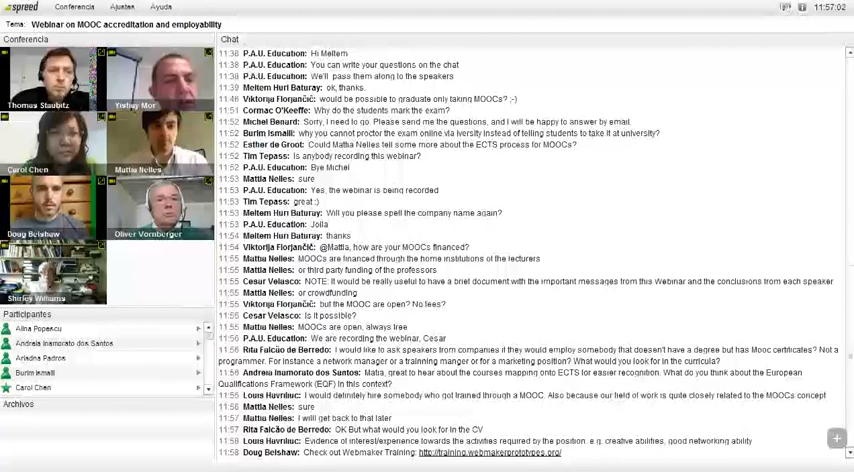 spreed
Conferencia Ajustes Ayuda
11:57:02
Tema: Webinar on MOOC accreditation and employability
Conferencia
Thomas Staubitz
Yishay Mor
Carol Chen
Mattia Nelles
Doug Belshaw
Oliver Vornberger
Shirley Williams
Participantes
Alina Popescu
Andreia Inamorato dos Santos
Ariadna Padros
Burim Ismaili
Carol Chen
Archivos
Chat
11:38 P.A.U. Education: Hi Meltem
11:38 P.A.U. Education: You can write your questions on the chat
11:38 P.A.U. Education: We'll pass them along to the speakers
11:39 Meltem Huri Baturay: ok, thanks.
11:46 Viktorija Florjančič: would be possible to graduate only taking MOOCs? ;-)
11:51 Cormac O'Keeffe: Why do the students mark the exam?
11:52 Michel Benard: Sorry, I need to go. Please send me the questions, and I will be happy to answer by email.
11:52 Burim Ismaili: why you cannot proctor the exam online via iversity instead of telling students to take it at university?
11:52 Esther de Groot: Could Mattia Nelles tell some more about the ECTS process for MOOCs?
11:52 Tim Tepass: Is anybody recording this webinar?
11:52 P.A.U. Education: Bye Michel
11:53 Mattia Nelles: sure
11:53 P.A.U. Education: Yes, the webinar is being recorded
11:53 Tim Tepass: great :)
11:53 Meltem Huri Baturay: Will you please spell the company name again?
11:53 P.A.U. Education: Joila
11:54 Meltem Huri Baturay: thanks
11:54 Viktorija Florjančič: @Mattia, how are your MOOCs financed?
11:55 Mattia Nelles: MOOCs are financed through the home institutions of the lecturers
11:55 Mattia Nelles: or third party funding of the professors
11:55 Cesar Velasco: NOTE: It would be really useful to have a brief document with the important messages from this Webinar and the conclusions from each speaker
11:55 Mattia Nelles: or crowdfunding
11:55 Viktorija Florjančič: but the MOOC are open? No fees?
11:56 Cesar Velasco: Is it possible?
11:55 Mattia Nelles: MOOCs are open, always free
11:56 P.A.U. Education: We are recording the webinar, Cesar
11:56 Rita Falcão de Berredo: I would like to ask speakers from companies if they would employ somebody that doesn'r have a degree but has Mooc certificates? Not a
programmer. For instance a network manager or a trainning manger or for a marketing position? What would you look for in the curricula?
11:56 Andreia Inamorato dos Santos: Matia, great to hear about the courses mapping onto ECTS for easier recognition. What do you think about the European
Qualifications Framework (EQF) in this context?
11:55 Louis Huvriluc: I would definitely hire somebody who got trained through a MOOC. Also because our field of work is quite closely related to the MOOCs concept
11:56 Mattia Nelles: sure
11:57 Mattia Nelles: I will get back to that later
11:57 Rita Falcão de Berredo: OK But what would you look for in the CV
11:58 Louis Huvriluc: Evidence of interest/experience towards the activities required by the position. e.g. creative abilities, good networking ability
11:58 Doug Belshaw: Check out Webmaker Training: http://training.webmakerprototypes.org/